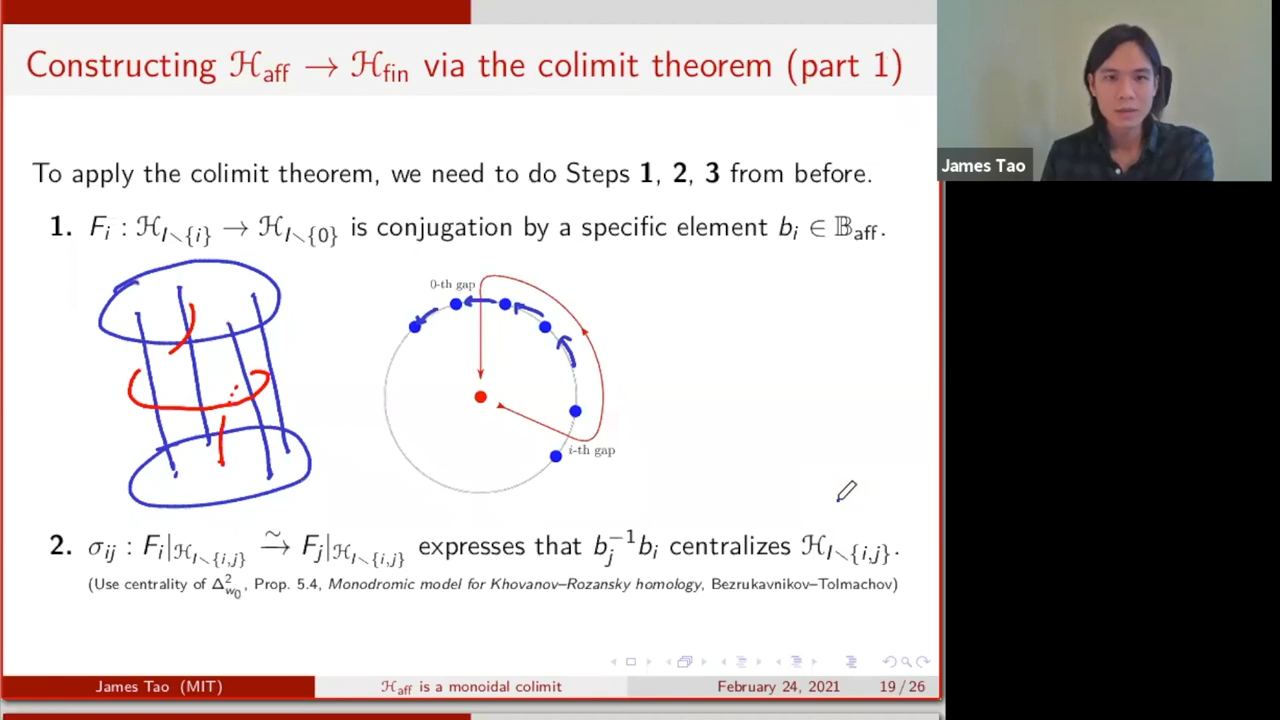 Constructing ℋ_aff → ℋ_fin via the colimit theorem (part 1)
To apply the colimit theorem, we need to do Steps 1, 2, 3 from before.
1. F_i : ℋ_{I∖{i}} → ℋ_{I∖{0}} is conjugation by a specific element b_i ∈ 𝔹_aff.
0-th gap
i-th gap
2. σ_ij : F_i|_{ℋ_{I∖{i,j}}} ⥲ F_j|_{ℋ_{I∖{i,j}}} expresses that b_j^{-1}b_i centralizes ℋ_{I∖{i,j}}.
(Use centrality of Δ²_{w_0}, Prop. 5.4, Monodromic model for Khovanov–Rozansky homology, Bezrukavnikov–Tolmachov)
James Tao (MIT)
ℋ_aff is a monoidal colimit
February 24, 2021
19 / 26
James Tao